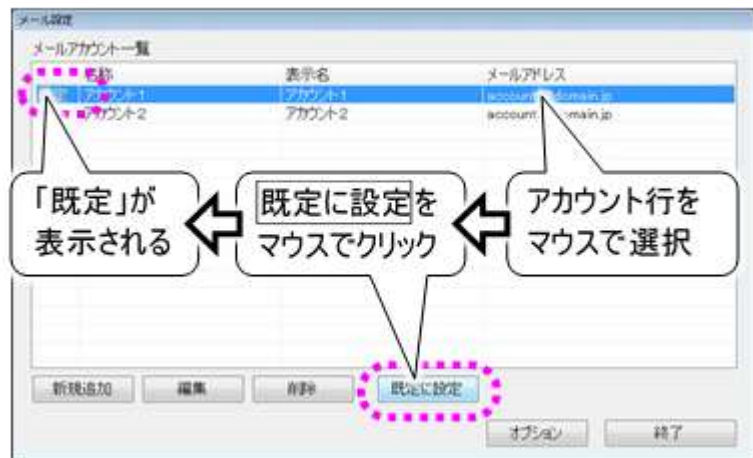 メール設定
メールアカウント一覧
名称 表示名 メールアドレス
アカウント1 アカウント1
アカウント2 アカウント2
「既定」が
表示される
既定に設定を
マウスでクリック
アカウント行を
マウスで選択
新規追加 編集 削除 既定に設定
オプション 終了